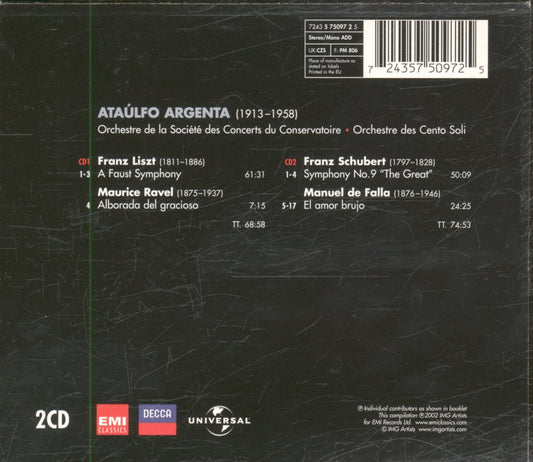 7243 5 75097 2 5
Stereo/Mono ADD
UK:CZS F: PM 806
Place of manufacture as
stated on labels
Printed in the EU
7 24357 50972 5
ATAÚLFO ARGENTA (1913–1958)
Orchestre de la Société des Concerts du Conservatoire • Orchestre des Cento Soli
CD1 Franz Liszt (1811–1886)
1-3 A Faust Symphony 61:31
Maurice Ravel (1875–1937)
4 Alborada del gracioso 7:15
TT. 68:58
CD2 Franz Schubert (1797–1828)
1-4 Symphony No.9 "The Great" 50:09
Manuel de Falla (1876–1946)
5-17 El amor brujo 24:25
TT. 74:53
2CD
EMI
CLASSICS
DECCA
UNIVERSAL
℗ Individual contributors as shown in booklet
This compilation ℗2002 IMG Artists
for EMI Records Ltd. www.emiclassics.com
© IMG Artists www.imgartists.com